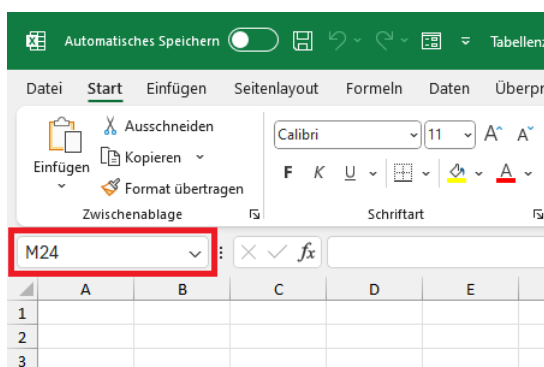 Automatisches Speichern Tabellen
Datei Start Einfügen Seitenlayout Formeln Daten Überpr
Einfügen
Ausschneiden
Kopieren
Format übertragen
Zwischenablage
Calibri 11 A A
F K U A
Schriftart
M24 fx
A B C D E
1
2
3